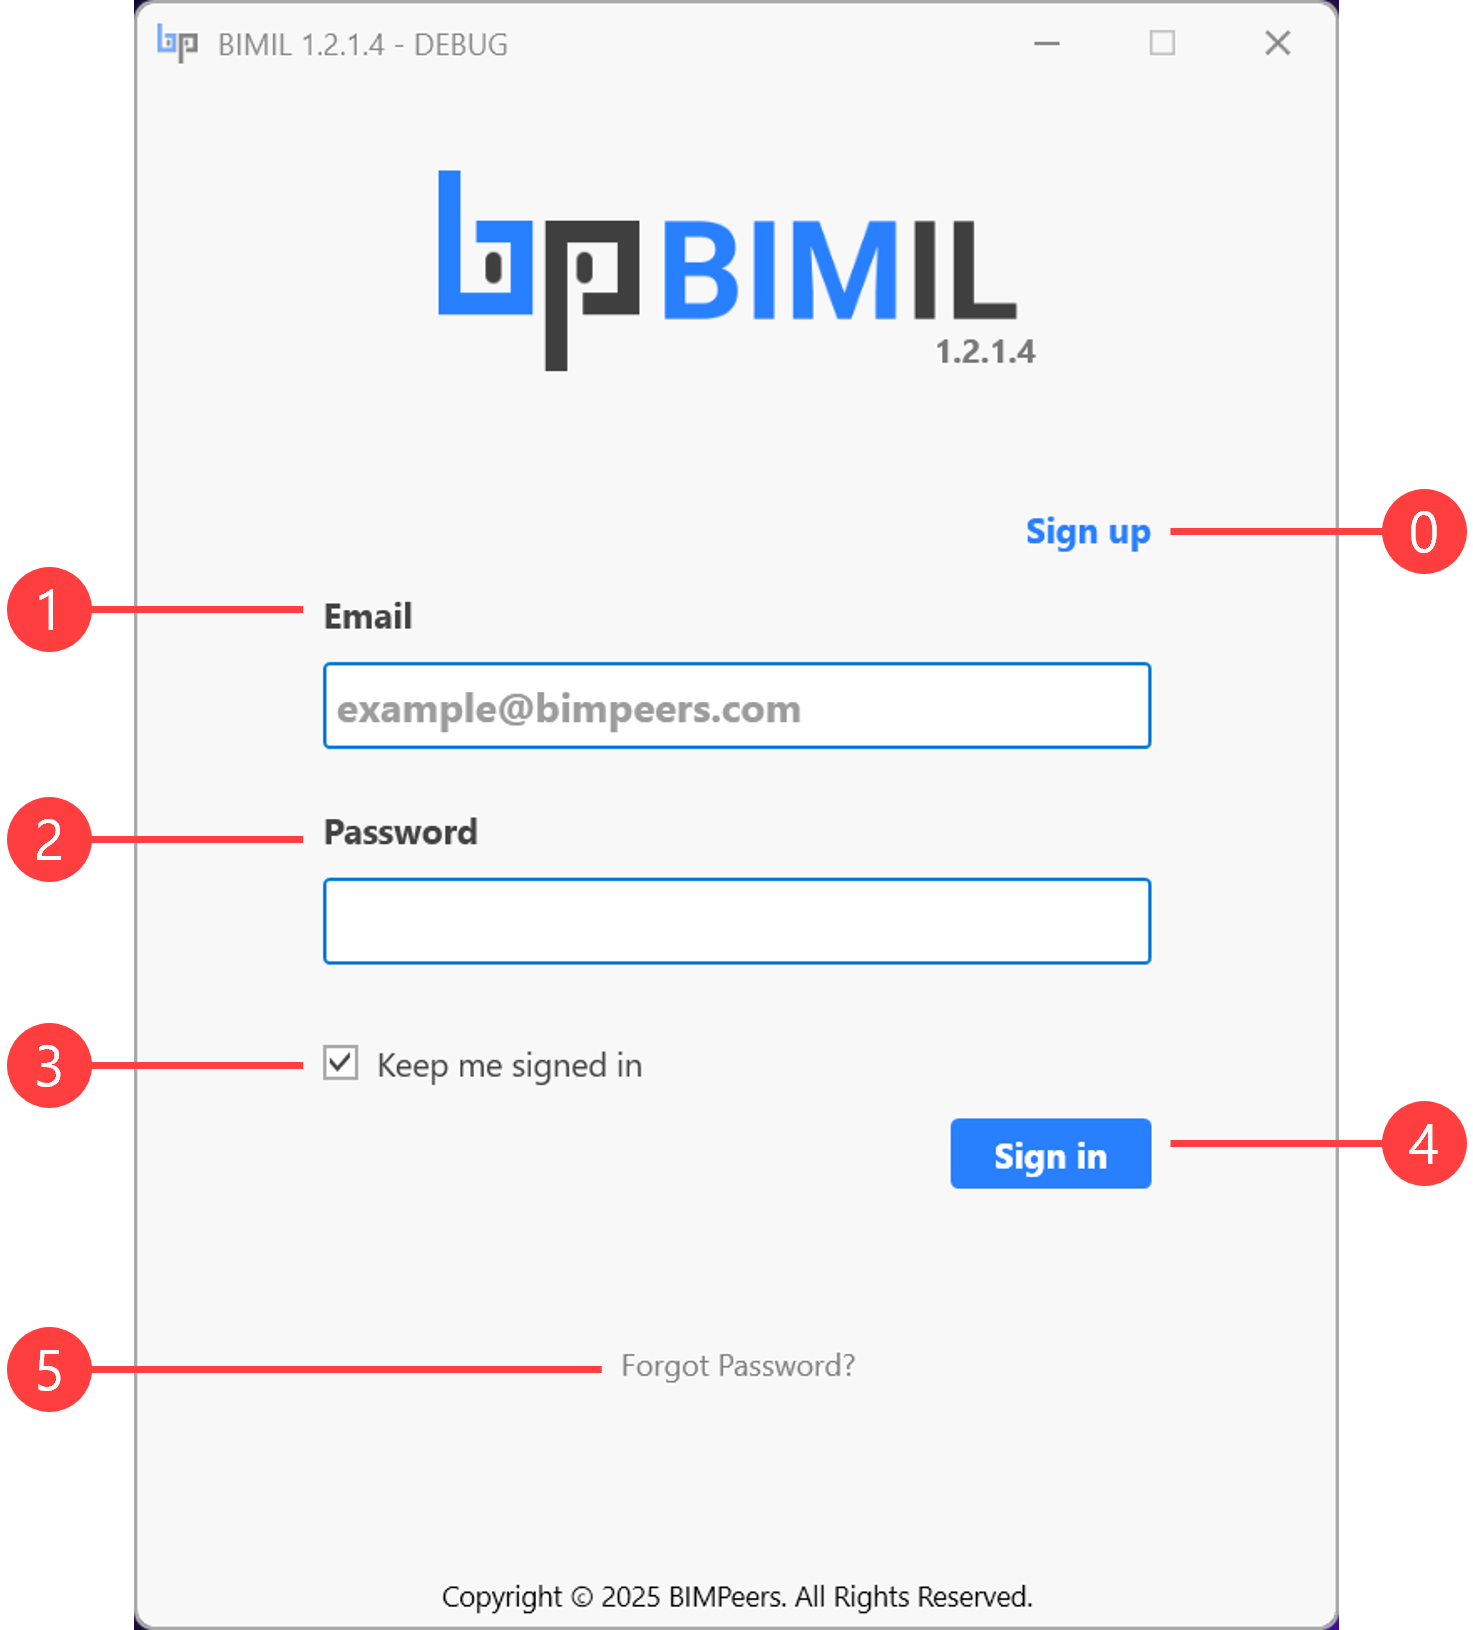 bp BIMIL 1.2.1.4 - DEBUG
bp BIMIL
1.2.1.4
Sign up 0
1 Email
example@bimpeers.com
2 Password
3 Keep me signed in
Sign in 4
5 Forgot Password?
Copyright © 2025 BIMPeers. All Rights Reserved.